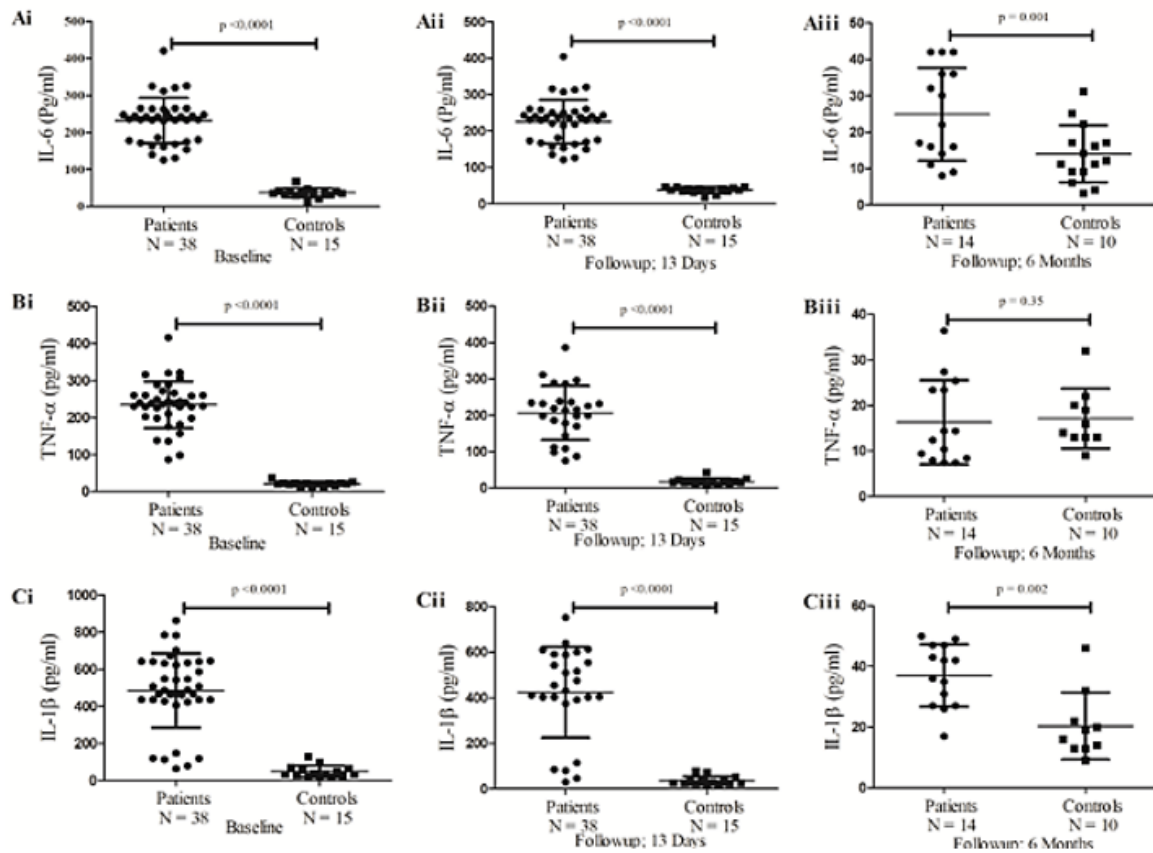 Ai
p <0.0001
IL-6 (Pg/ml)
500
400
300
200
100
0
Patients
N = 38
Controls
N = 15
Baseline
Aii
p <0.0001
IL-6 (Pg/ml)
500
400
300
200
100
0
Patients
N = 38
Controls
N = 15
Followup; 13 Days
Aiii
p = 0.001
IL-6 (Pg/ml)
50
40
30
20
10
0
Patients
N = 14
Controls
N = 10
Followup; 6 Months
Bi
p <0.0001
TNF-α (pg/ml)
500
400
300
200
100
0
Patients
N = 38
Controls
N = 15
Baseline
Bii
p <0.0001
TNF-α (pg/ml)
500
400
300
200
100
0
Patients
N = 38
Controls
N = 15
Followup; 13 Days
Biii
p = 0.35
TNF-α (pg/ml)
40
30
20
10
0
Patients
N = 14
Controls
N = 10
Followup; 6 Months
Ci
p <0.0001
IL-1β (pg/ml)
1000
800
600
400
200
0
Patients
N = 38
Controls
N = 15
Baseline
Cii
p <0.0001
IL-1β (pg/ml)
800
600
400
200
0
Patients
N = 38
Controls
N = 15
Followup; 13 Days
Ciii
p = 0.002
IL-1β (pg/ml)
60
40
20
0
Patients
N = 14
Controls
N = 10
Followup; 6 Months